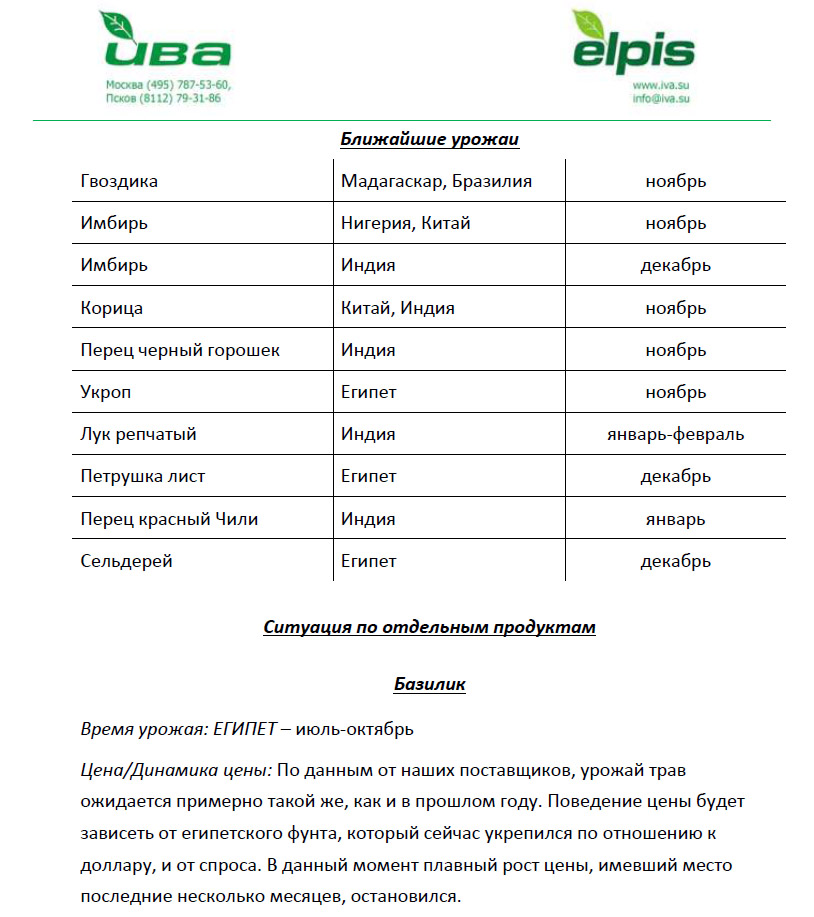 ива
Москва (495) 787-53-60,
Псков (8112) 79-31-86
elpis
www.iva.su
info@iva.su
Ближайшие урожаи
Гвоздика Мадагаскар, Бразилия ноябрь
Имбирь Нигерия, Китай ноябрь
Имбирь Индия декабрь
Корица Китай, Индия ноябрь
Перец черный горошек Индия ноябрь
Укроп Египет ноябрь
Лук репчатый Индия январь-февраль
Петрушка лист Египет декабрь
Перец красный Чили Индия январь
Сельдерей Египет декабрь
Ситуация по отдельным продуктам
Базилик
Время урожая: ЕГИПЕТ – июль-октябрь
Цена/Динамика цены: По данным от наших поставщиков, урожай трав
ожидается примерно такой же, как и в прошлом году. Поведение цены будет
зависеть от египетского фунта, который сейчас укрепился по отношению к
доллару, и от спроса. В данный момент плавный рост цены, имевший место
последние несколько месяцев, остановился.